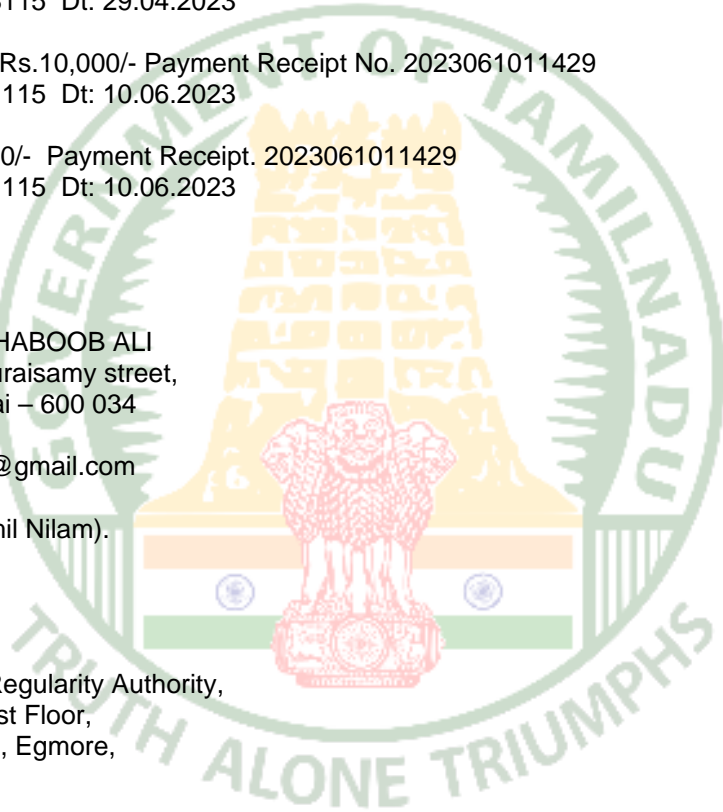 115 Dt: 29.04.2023
Rs.10,000/- Payment Receipt No. 2023061011429
115 Dt: 10.06.2023
0/- Payment Receipt. 2023061011429
115 Dt: 10.06.2023
HABOOB ALI
uraisamy street,
ai – 600 034
@gmail.com
il Nilam).
Regularity Authority,
st Floor,
, Egmore,
GOVERNMENT OF TAMILNADU
TRUTH ALONE TRIUMPHS